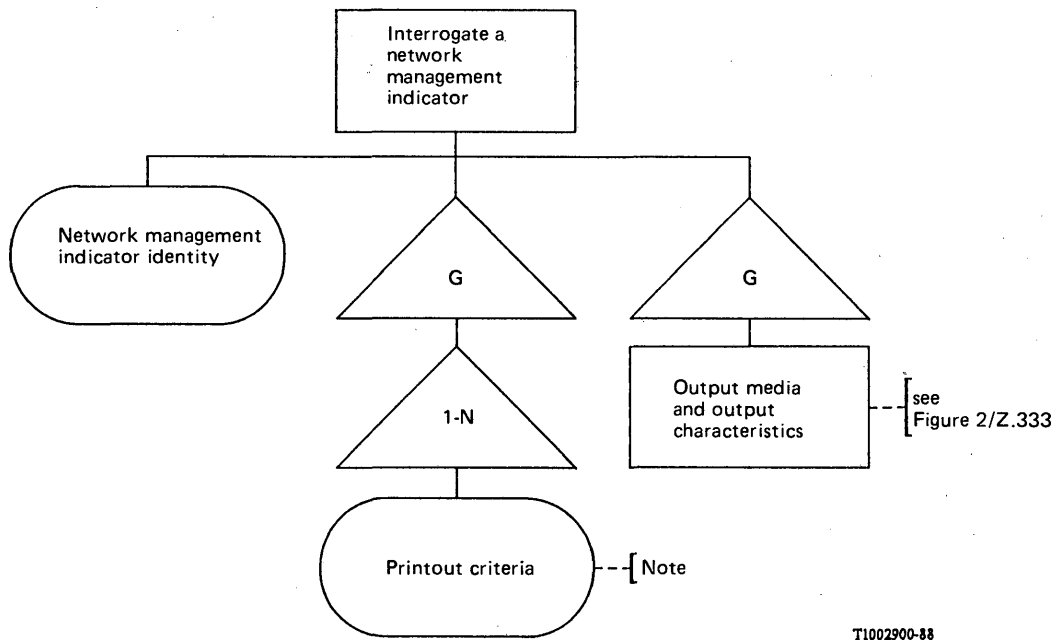 Interrogate a
network
management
indicator
Network management
indicator identity
G
G
1-N
Output media
and output
characteristics
see
Figure 2/Z.333
Printout criteria
Note
T1002900-88